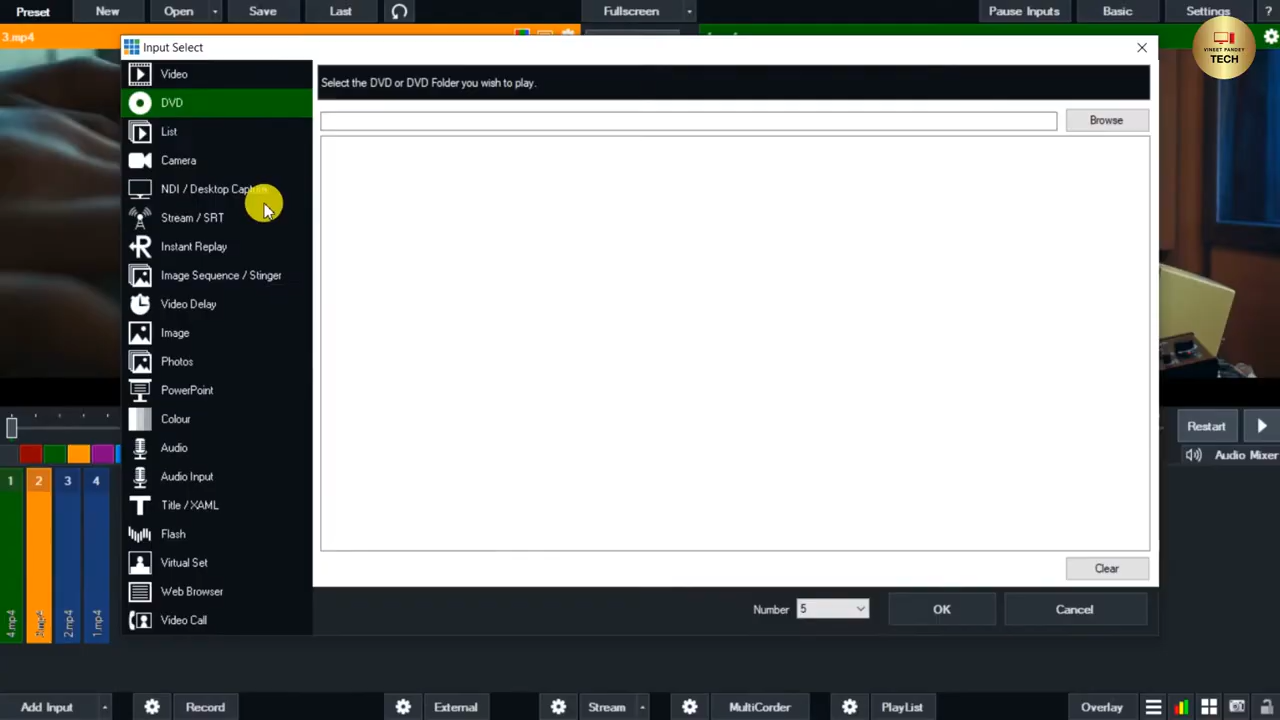 Preset
New
Open
Save
Last
Fullscreen
Pause Inputs
Basic
Settings
?
3.mp4
Input Select
VINEET PANDEY
TECH
Video
DVD
List
Camera
NDI / Desktop Capture
Stream / SRT
Instant Replay
Image Sequence / Stinger
Video Delay
Image
Photos
PowerPoint
Colour
Audio
Audio Input
Title / XAML
Flash
Virtual Set
Web Browser
Video Call
Select the DVD or DVD Folder you wish to play.
Browse
Clear
Number
5
OK
Cancel
Restart
Audio Mixer
1
2
3
4
4.mp4
3.mp4
2.mp4
1.mp4
Add Input
Record
External
Stream
MultiCorder
PlayList
Overlay